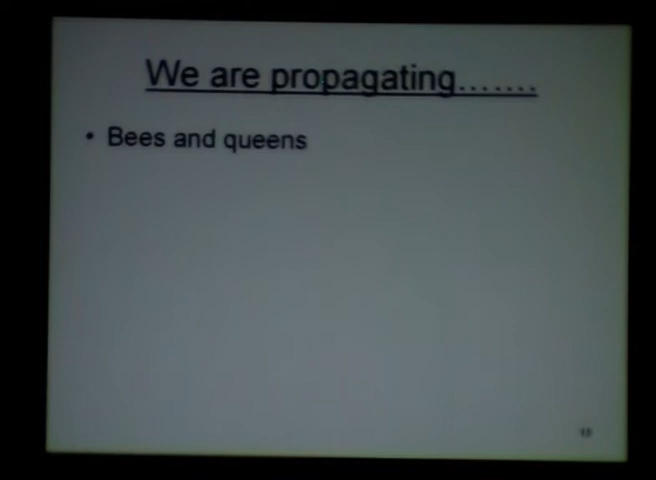 We are propagating.......
• Bees and queens